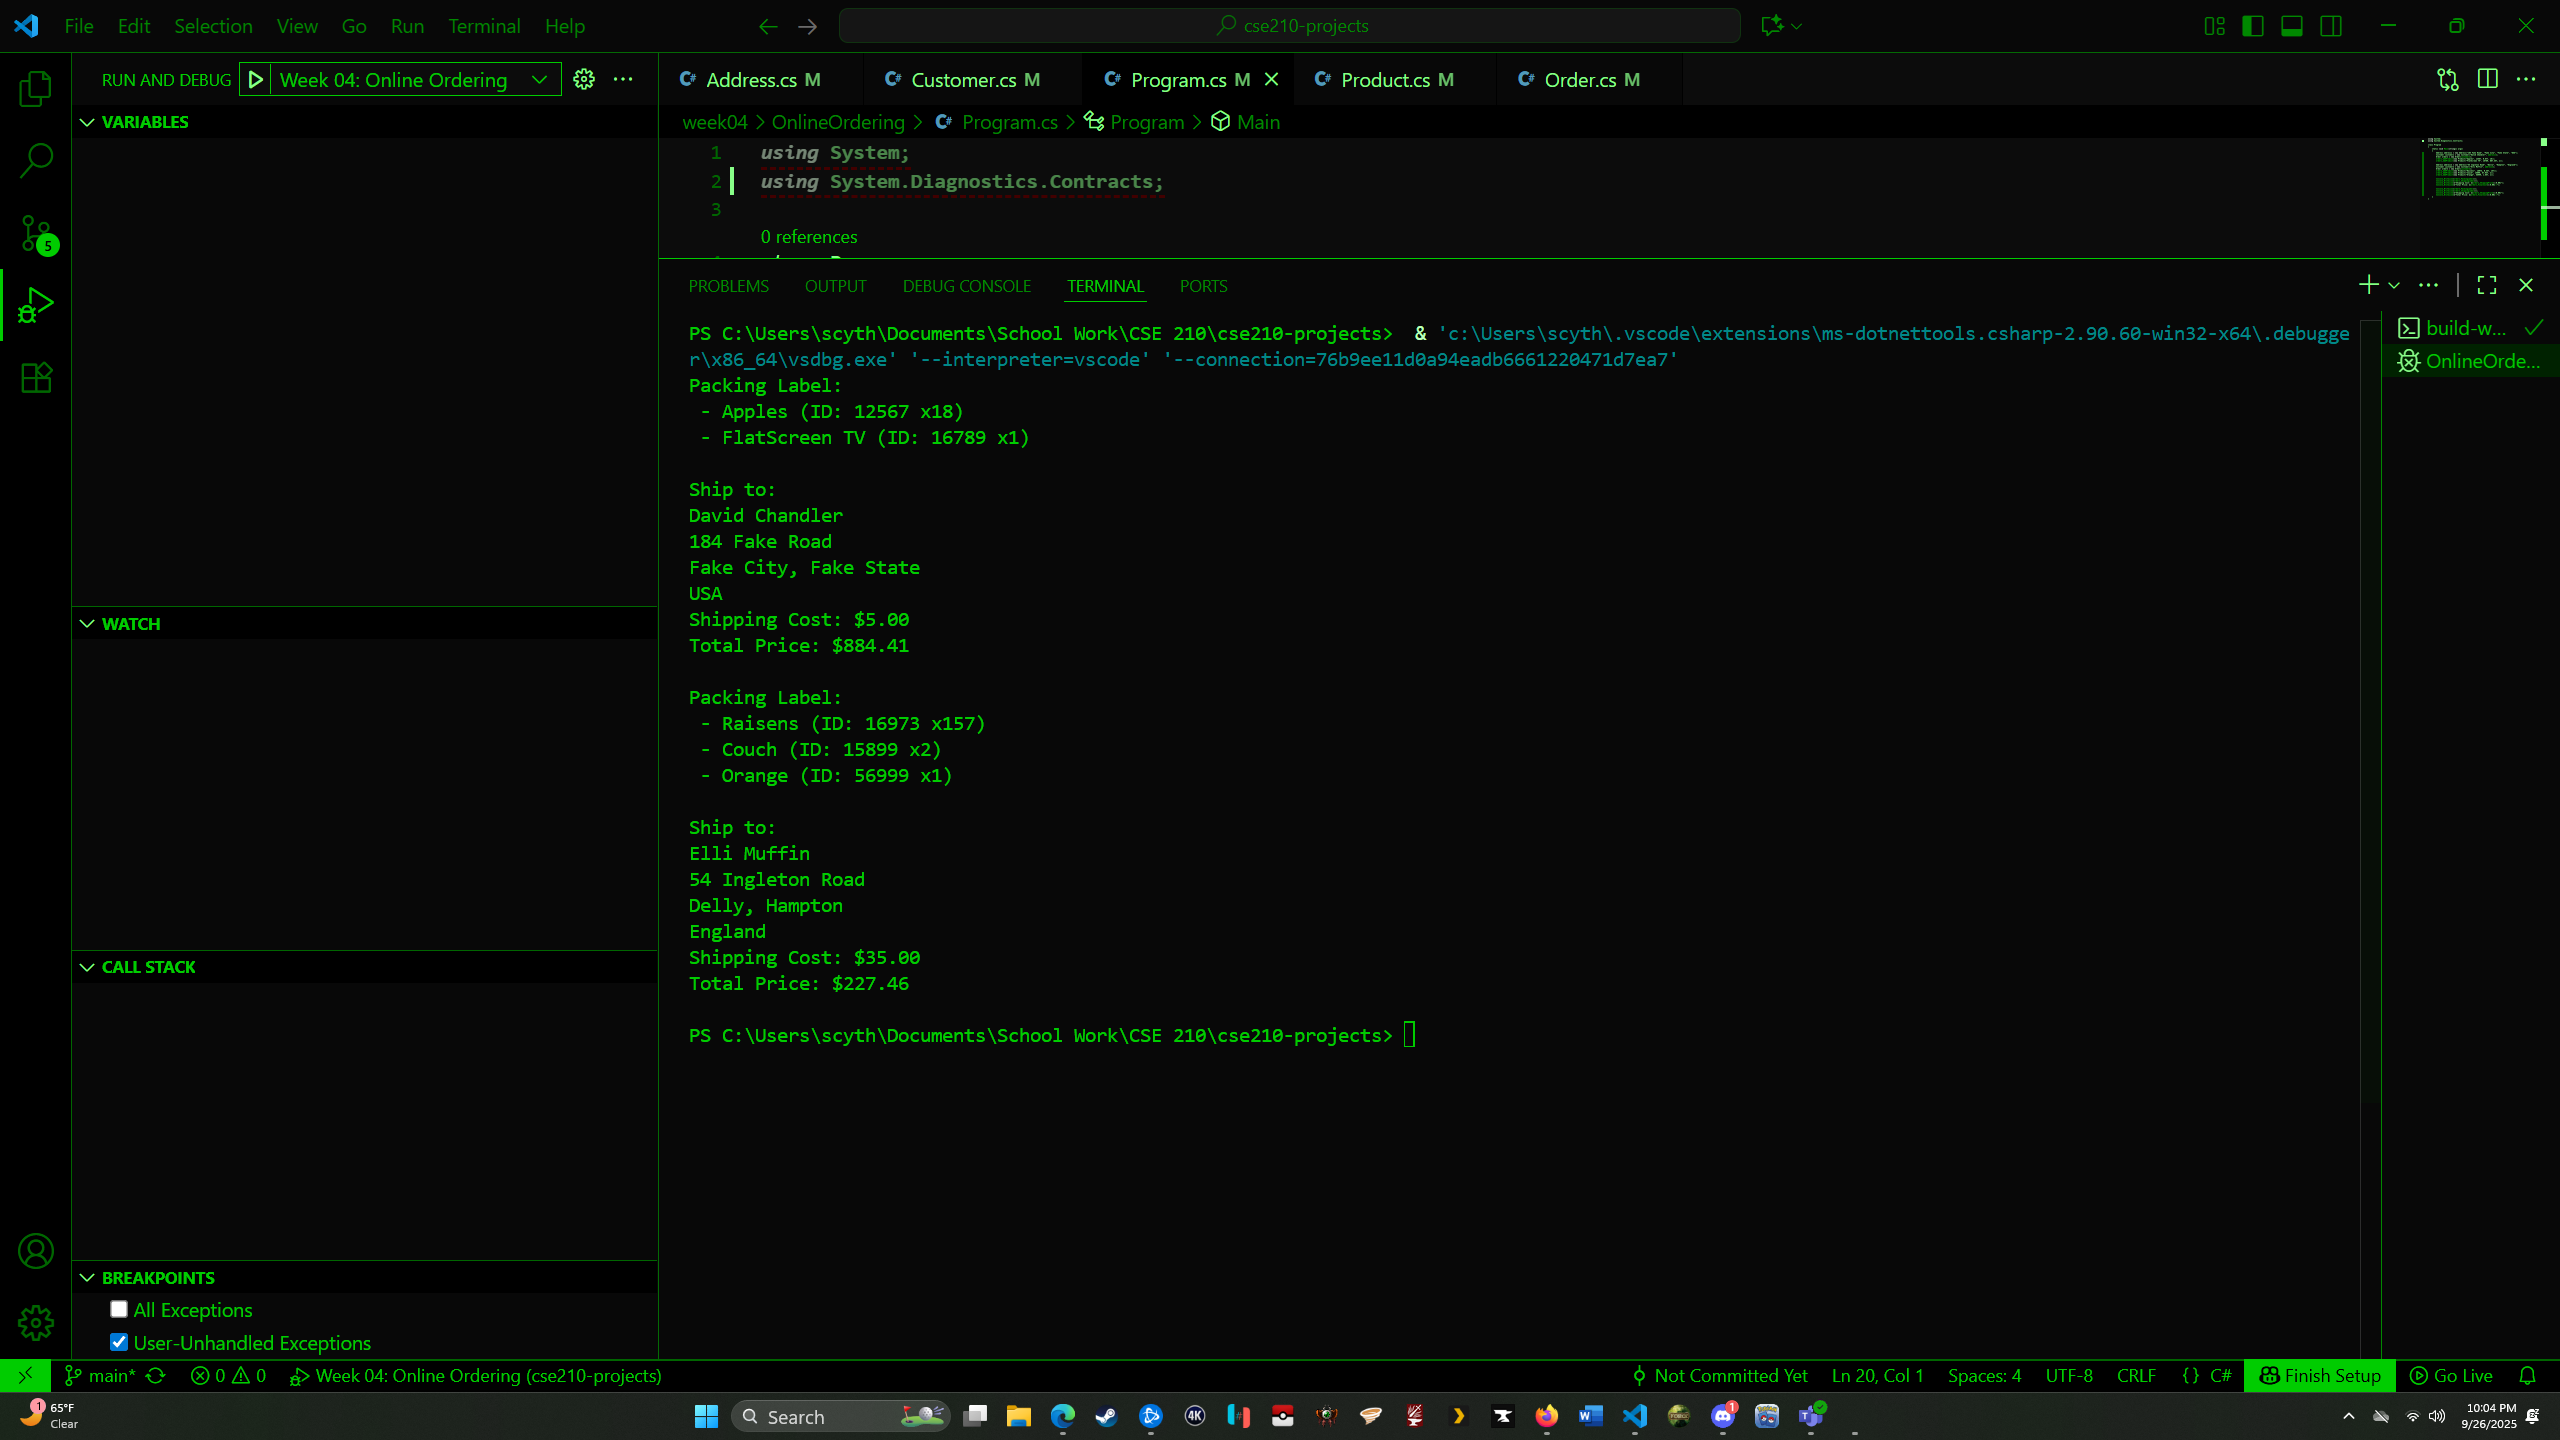 File Edit Selection View Go Run Terminal Help
cse210-projects
RUN AND DEBUG Week 04: Online Ordering
Address.cs M Customer.cs M Program.cs M Product.cs M Order.cs M
VARIABLES
week04 > OnlineOrdering > Program.cs > Program > Main
1 using System;
2 using System.Diagnostics.Contracts;
3
0 references
5
PROBLEMS OUTPUT DEBUG CONSOLE TERMINAL PORTS
PS C:\Users\scyth\Documents\School Work\CSE 210\cse210-projects>  & 'c:\Users\scyth\.vscode\extensions\ms-dotnettools.csharp-2.90.60-win32-x64\.debugge
r\x86_64\vsdbg.exe' '--interpreter=vscode' '--connection=76b9ee11d0a94eadb6661220471d7ea7'
build-w...
OnlineOrde...
Packing Label:
- Apples (ID: 12567 x18)
- FlatScreen TV (ID: 16789 x1)
Ship to:
David Chandler
184 Fake Road
Fake City, Fake State
USA
Shipping Cost: $5.00
Total Price: $884.41
Packing Label:
- Raisens (ID: 16973 x157)
- Couch (ID: 15899 x2)
- Orange (ID: 56999 x1)
Ship to:
Elli Muffin
54 Ingleton Road
Delly, Hampton
England
Shipping Cost: $35.00
Total Price: $227.46
PS C:\Users\scyth\Documents\School Work\CSE 210\cse210-projects>
WATCH
CALL STACK
BREAKPOINTS
All Exceptions
User-Unhandled Exceptions
main* 0 0 Week 04: Online Ordering (cse210-projects) Not Committed Yet Ln 20, Col 1 Spaces: 4 UTF-8 CRLF {} C# Finish Setup Go Live
1 65°F
Clear
Search
4K
1
10:04 PM
9/26/2025